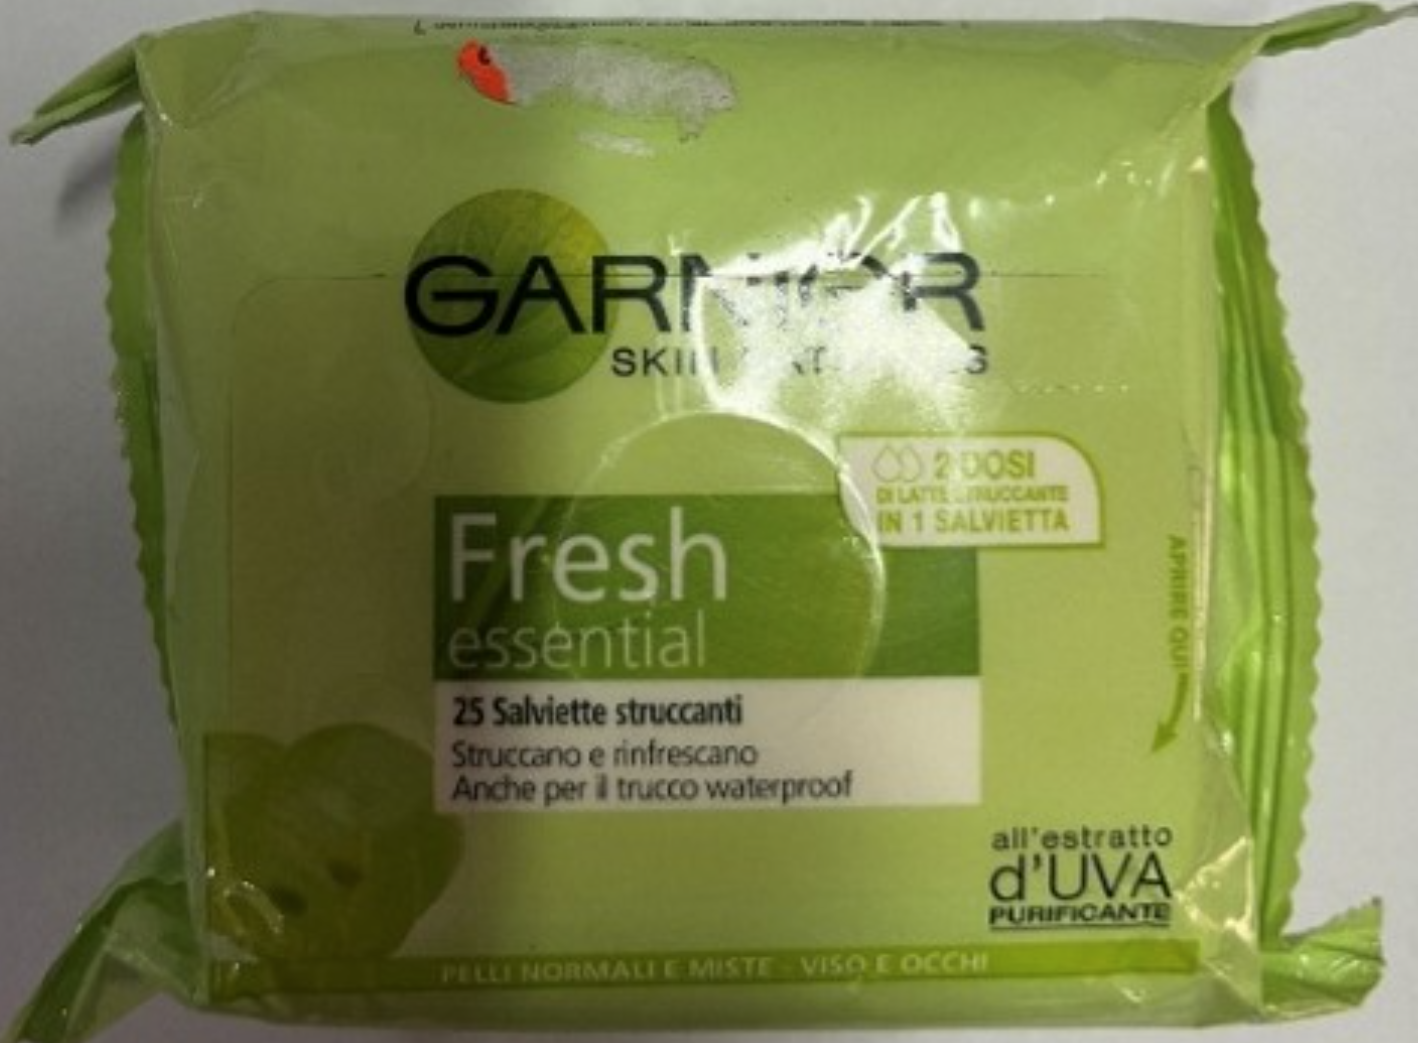 GARNIER
SKIN NATURALS
2 DOSI
DI LATTE STRUCCANTE
IN 1 SALVIETTA
Fresh
essential
APRIRE QUI
25 Salviette struccanti
Struccano e rinfrescano
Anche per il trucco waterproof
all'estratto
d'UVA
PURIFICANTE
PELLI NORMALI E MISTE - VISO E OCCHI